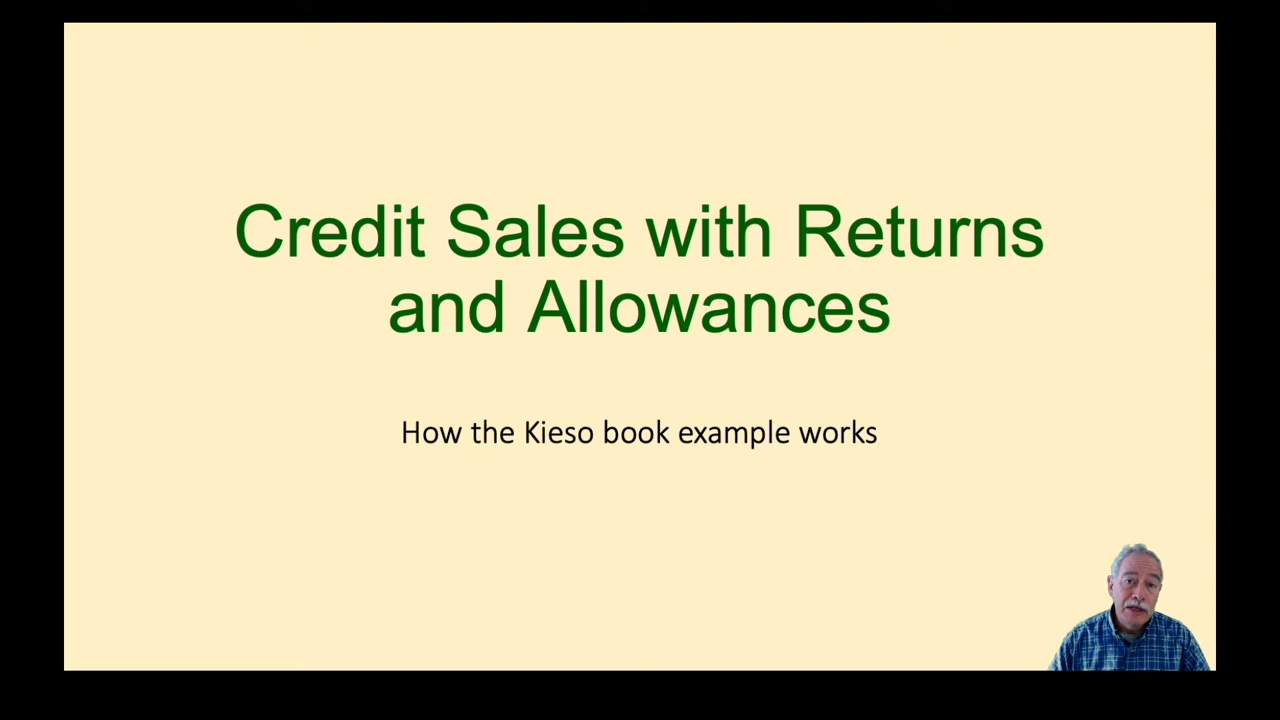 Credit Sales with Returns
and Allowances
How the Kieso book example works